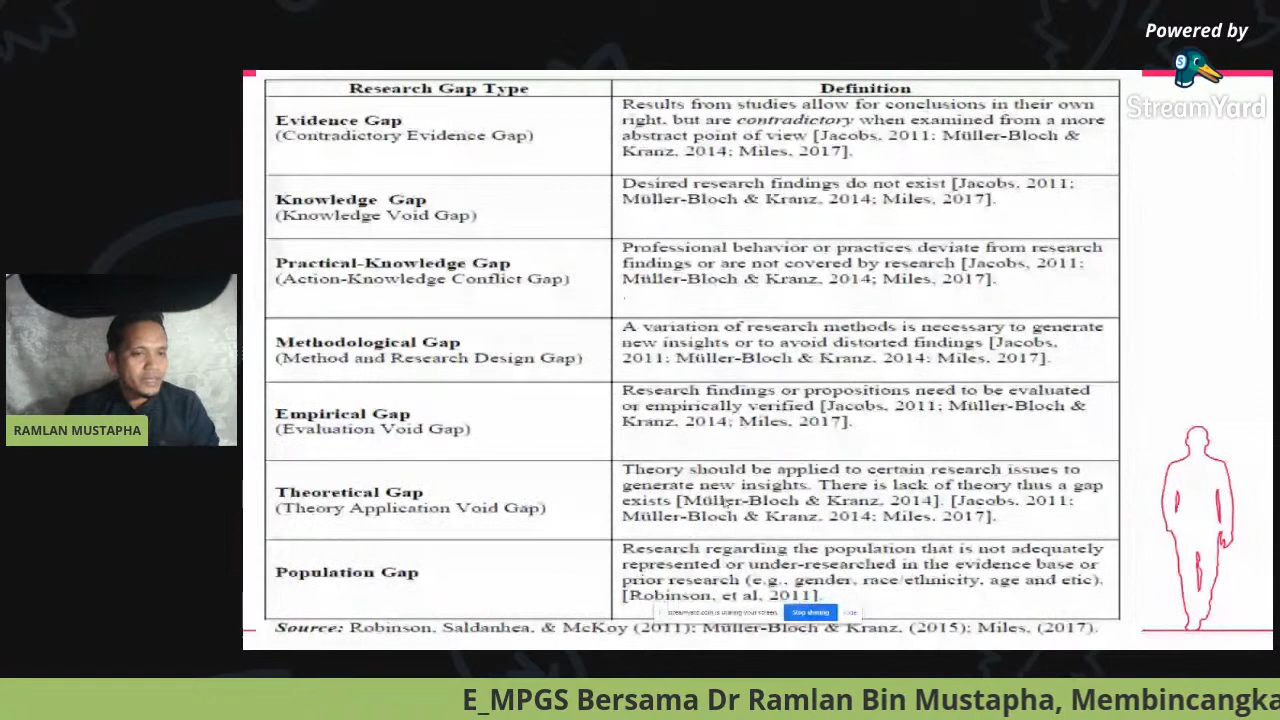 Powered by
StreamYard
Research Gap Type
Definition
Evidence Gap
(Contradictory Evidence Gap)
Results from studies allow for conclusions in their own
right, but are contradictory when examined from a more
abstract point of view [Jacobs, 2011; Müller-Bloch &
Kranz, 2014; Miles, 2017].
Knowledge Gap
(Knowledge Void Gap)
Desired research findings do not exist [Jacobs, 2011;
Müller-Bloch & Kranz, 2014; Miles, 2017].
Practical-Knowledge Gap
(Action-Knowledge Conflict Gap)
Professional behavior or practices deviate from research
findings or are not covered by research [Jacobs, 2011;
Müller-Bloch & Kranz, 2014; Miles, 2017].
Methodological Gap
(Method and Research Design Gap)
A variation of research methods is necessary to generate
new insights or to avoid distorted findings [Jacobs,
2011; Müller-Bloch & Kranz, 2014; Miles, 2017].
Empirical Gap
(Evaluation Void Gap)
Research findings or propositions need to be evaluated
or empirically verified [Jacobs, 2011; Müller-Bloch &
Kranz, 2014; Miles, 2017].
Theoretical Gap
(Theory Application Void Gap)
Theory should be applied to certain research issues to
generate new insights. There is lack of theory thus a gap
exists [Müller-Bloch & Kranz, 2014]. [Jacobs, 2011;
Müller-Bloch & Kranz, 2014; Miles, 2017].
Population Gap
Research regarding the population that is not adequately
represented or under-researched in the evidence base or
prior research (e.g., gender, race/ethnicity, age and etic).
[Robinson, et al, 2011].
streamyard.com is sharing your screen. Stop sharing Hide
Source: Robinson, Saldanhea, & McKoy (2011); Müller-Bloch & Kranz, (2015); Miles, (2017).
RAMLAN MUSTAPHA
E_MPGS Bersama Dr Ramlan Bin Mustapha, Membincangka